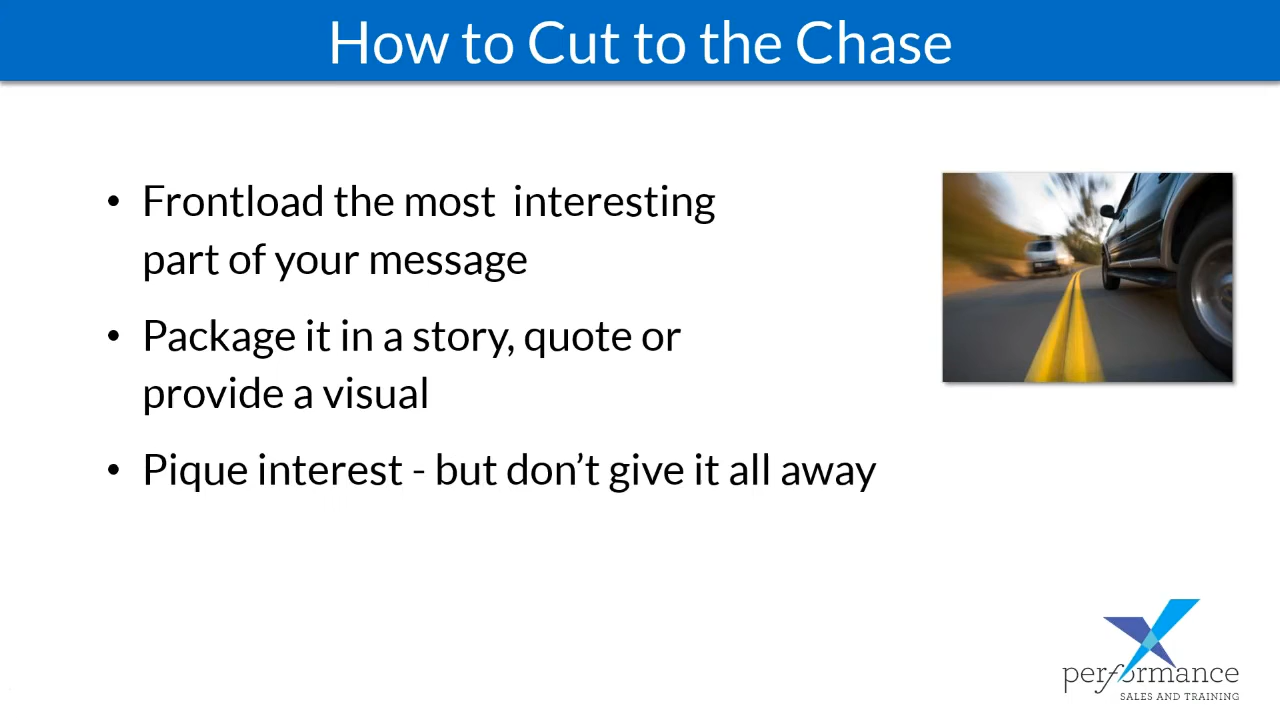 How to Cut to the Chase
• Frontload the most  interesting
part of your message
• Package it in a story, quote or
provide a visual
• Pique interest - but don’t give it all away
performance
SALES AND TRAINING